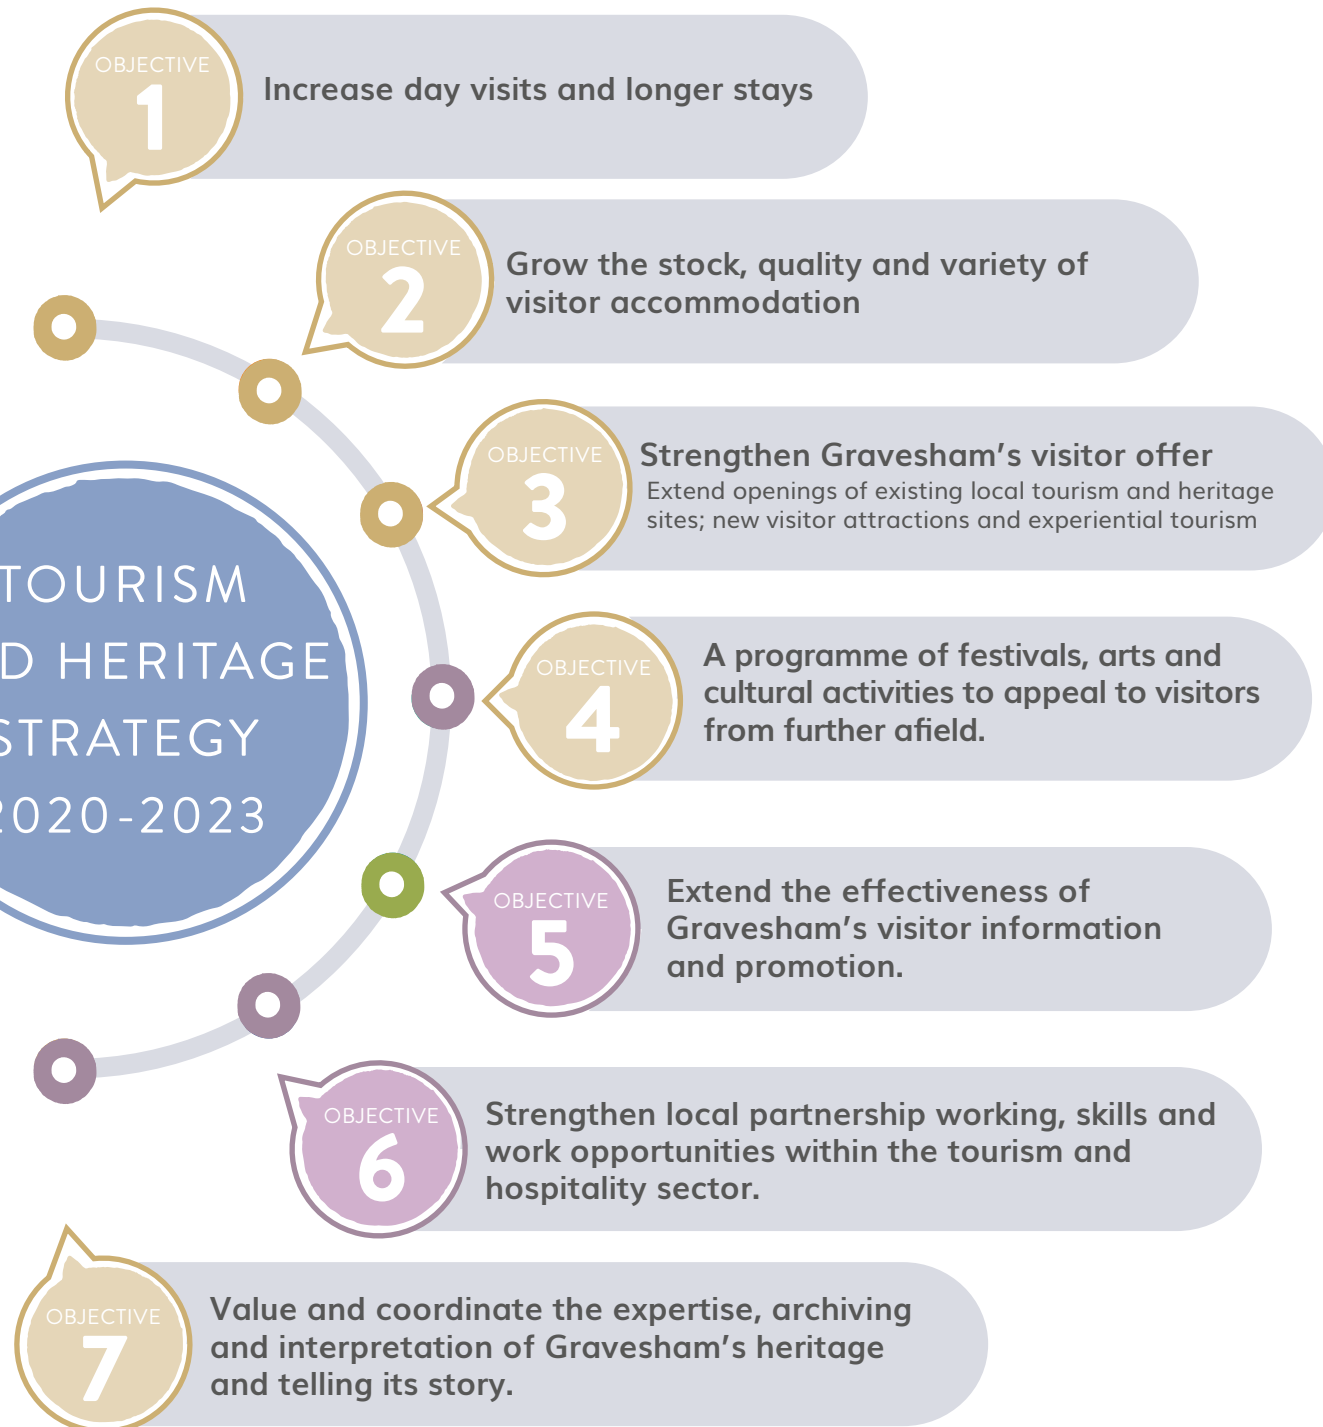 OBJECTIVE
1
Increase day visits and longer stays
OBJECTIVE
2
Grow the stock, quality and variety of
visitor accommodation
OBJECTIVE
3
Strengthen Gravesham’s visitor offer
Extend openings of existing local tourism and heritage
sites; new visitor attractions and experiential tourism
TOURISM
D HERITAGE
STRATEGY
2020-2023
OBJECTIVE
4
A programme of festivals, arts and
cultural activities to appeal to visitors
from further afield.
OBJECTIVE
5
Extend the effectiveness of
Gravesham’s visitor information
and promotion.
OBJECTIVE
6
Strengthen local partnership working, skills and
work opportunities within the tourism and
hospitality sector.
OBJECTIVE
7
Value and coordinate the expertise, archiving
and interpretation of Gravesham’s heritage
and telling its story.